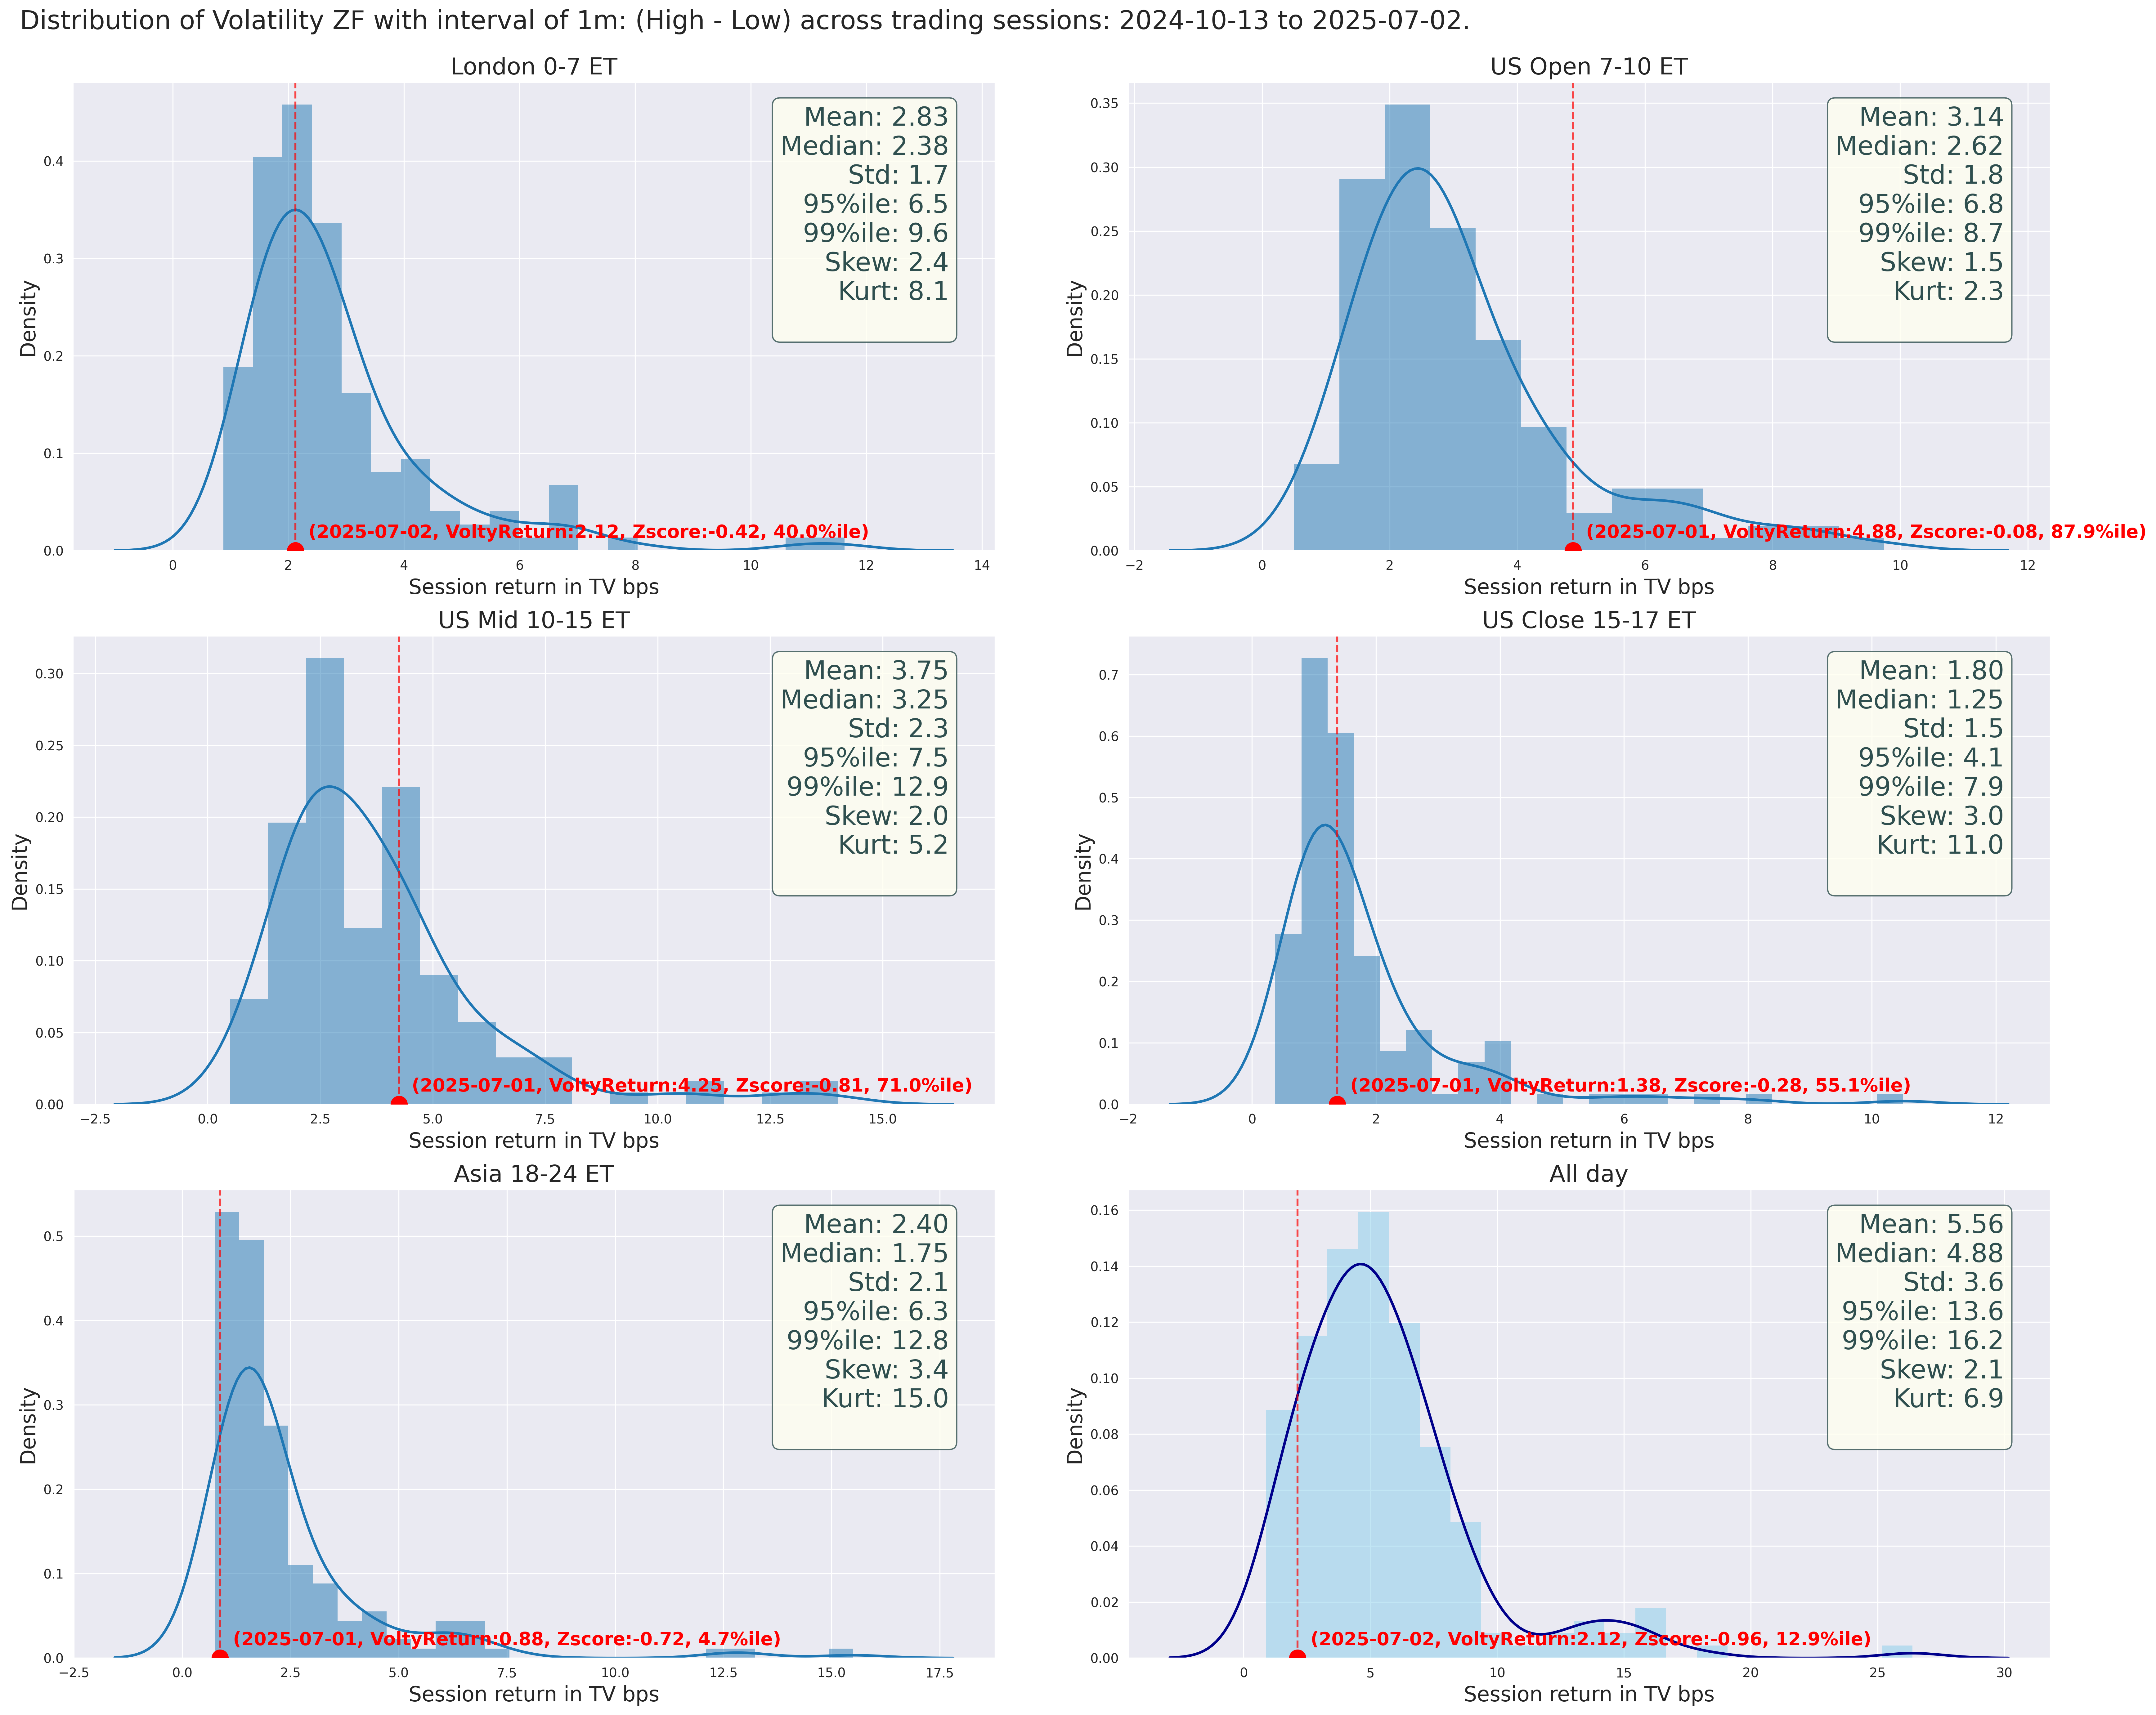 Distribution of Volatility ZF with interval of 1m: (High - Low) across trading sessions: 2024-10-13 to 2025-07-02.
London 0-7 ET
Mean: 2.83
Median: 2.38
Std: 1.7
95%ile: 6.5
99%ile: 9.6
Skew: 2.4
Kurt: 8.1
0.4
0.3
0.2
0.1
0.0
Density
(2025-07-02, VoltyReturn:2.12, Zscore:-0.42, 40.0%ile)
0 2 4 6 8 10 12 14
Session return in TV bps
US Open 7-10 ET
Mean: 3.14
Median: 2.62
Std: 1.8
95%ile: 6.8
99%ile: 8.7
Skew: 1.5
Kurt: 2.3
0.35
0.30
0.25
0.20
0.15
0.10
0.05
0.00
Density
(2025-07-01, VoltyReturn:4.88, Zscore:-0.08, 87.9%ile)
−2 0 2 4 6 8 10 12
Session return in TV bps
US Mid 10-15 ET
Mean: 3.75
Median: 3.25
Std: 2.3
95%ile: 7.5
99%ile: 12.9
Skew: 2.0
Kurt: 5.2
0.30
0.25
0.20
0.15
0.10
0.05
0.00
Density
(2025-07-01, VoltyReturn:4.25, Zscore:-0.81, 71.0%ile)
−2.5 0.0 2.5 5.0 7.5 10.0 12.5 15.0
Session return in TV bps
US Close 15-17 ET
Mean: 1.80
Median: 1.25
Std: 1.5
95%ile: 4.1
99%ile: 7.9
Skew: 3.0
Kurt: 11.0
0.7
0.6
0.5
0.4
0.3
0.2
0.1
0.0
Density
(2025-07-01, VoltyReturn:1.38, Zscore:-0.28, 55.1%ile)
−2 0 2 4 6 8 10 12
Session return in TV bps
Asia 18-24 ET
Mean: 2.40
Median: 1.75
Std: 2.1
95%ile: 6.3
99%ile: 12.8
Skew: 3.4
Kurt: 15.0
0.5
0.4
0.3
0.2
0.1
0.0
Density
(2025-07-01, VoltyReturn:0.88, Zscore:-0.72, 4.7%ile)
−2.5 0.0 2.5 5.0 7.5 10.0 12.5 15.0 17.5
Session return in TV bps
All day
Mean: 5.56
Median: 4.88
Std: 3.6
95%ile: 13.6
99%ile: 16.2
Skew: 2.1
Kurt: 6.9
0.16
0.14
0.12
0.10
0.08
0.06
0.04
0.02
0.00
Density
(2025-07-02, VoltyReturn:2.12, Zscore:-0.96, 12.9%ile)
0 5 10 15 20 25 30
Session return in TV bps